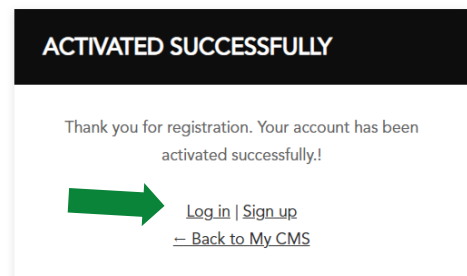 ACTIVATED SUCCESSFULLY
Thank you for registration. Your account has been
activated successfully.!
Log in | Sign up
← Back to My CMS